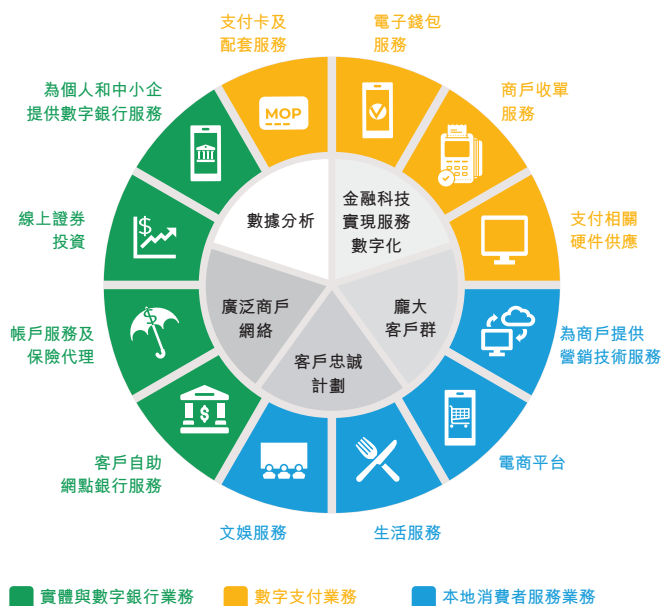 支付卡及
配套服務
電子錢包
服務
商戶收單
服務
支付相關
硬件供應
為商戶提供
營銷技術服務
電商平台
生活服務
文娛服務
客戶自助
網點銀行服務
帳戶服務及
保險代理
線上證券
投資
為個人和中小企
提供數字銀行服務
MOP
數據分析
金融科技
實現服務
數字化
龐大
客戶群
客戶忠誠
計劃
廣泛商戶
網絡
實體與數字銀行業務
數字支付業務
本地消費者服務業務